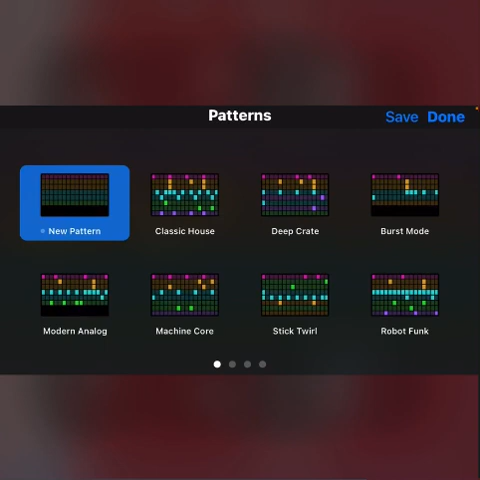 Patterns
Save Done
New Pattern
Classic House
Deep Crate
Burst Mode
Modern Analog
Machine Core
Stick Twirl
Robot Funk